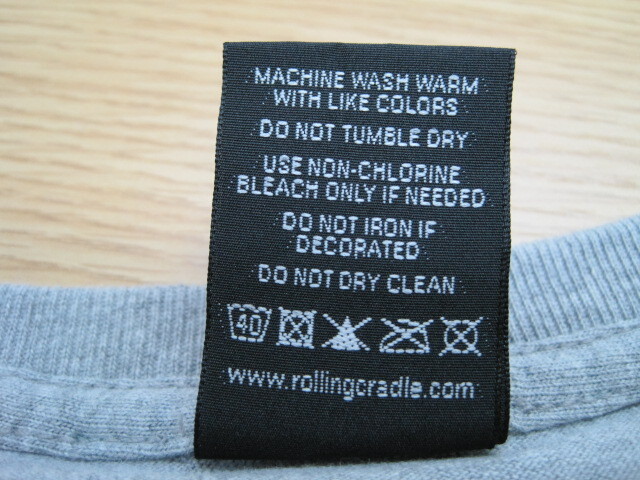 MACHINE WASH WARM
WITH LIKE COLORS
DO NOT TUMBLE DRY
USE NON-CHLORINE
BLEACH ONLY IF NEEDED
DO NOT IRON IF
DECORATED
DO NOT DRY CLEAN
40
www.rollingcradle.com